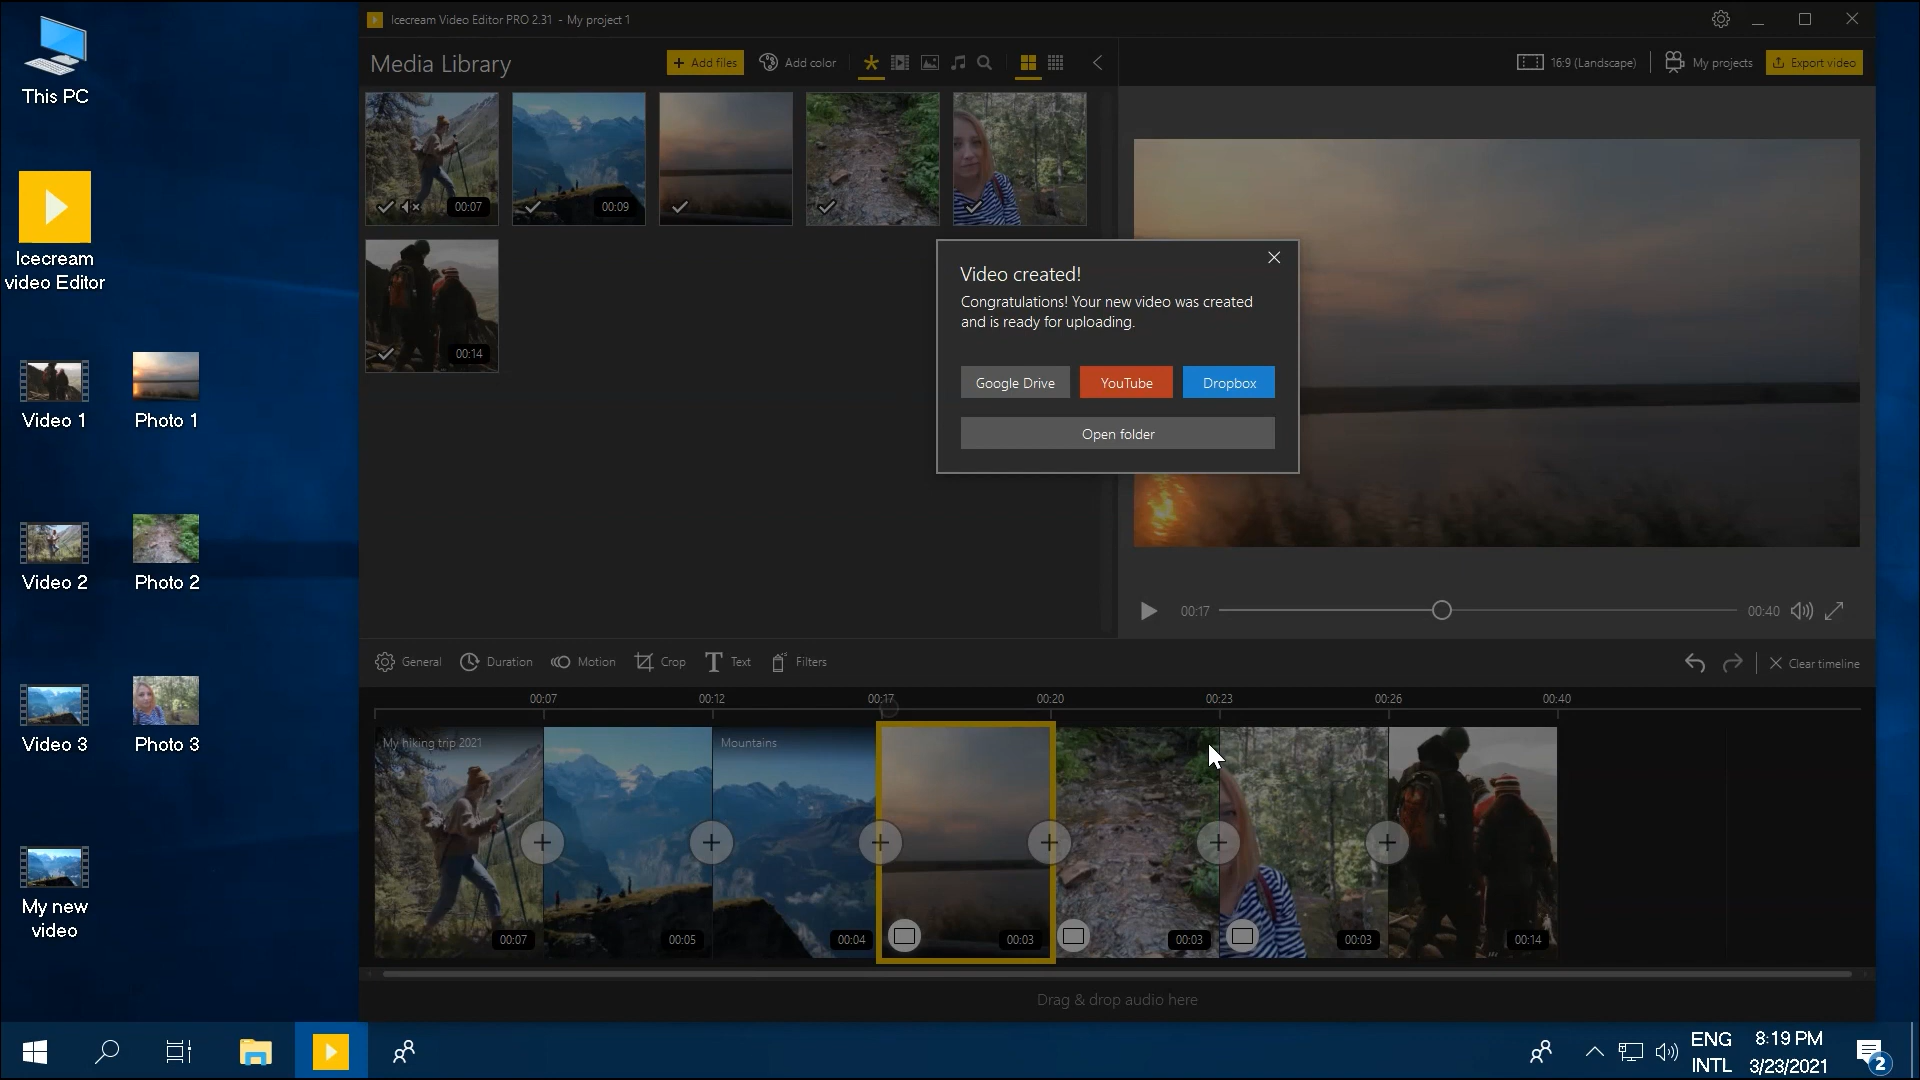 This PC
Icecream
video Editor
Video 1
Photo 1
Video 2
Photo 2
Video 3
Photo 3
My new
video
Icecream Video Editor PRO 2.31 - My project 1
Media Library
Add files
Add color
16:9 (Landscape)
My projects
Export video
00:07
00:09
00:14
Video created!
Congratulations! Your new video was created
and is ready for uploading.
Google Drive
YouTube
Dropbox
Open folder
00:17
00:40
General
Duration
Motion
Crop
Text
Filters
Clear timeline
00:07
00:12
00:17
00:20
00:23
00:26
00:40
My hiking trip 2021
Mountains
00:07
00:05
00:04
00:03
00:03
00:03
00:14
Drag & drop audio here
ENG
INTL
8:19 PM
3/23/2021
2